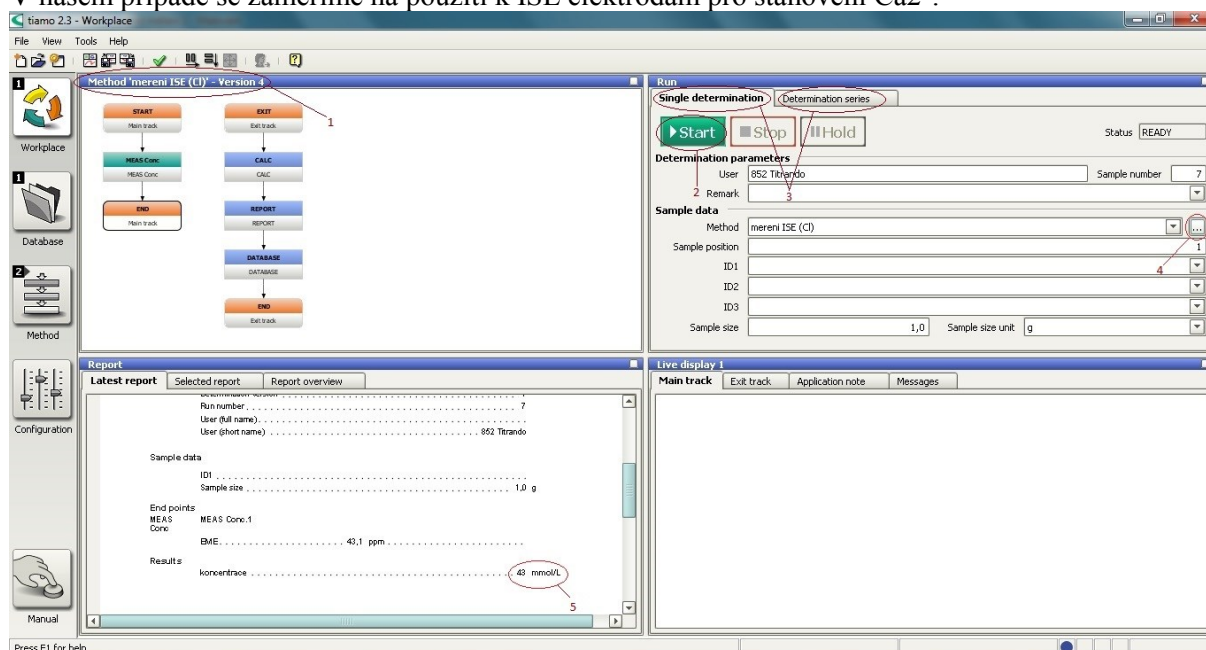 V našem případě se zaměříme na použití k ISE elektrodám pro stanovení Ca2+.
tiamo 2.3 - Workplace
File View Tools Help
Method 'mereni ISE (Cl)' - Version 4
START
Main track
MEAS Conc
MEAS Conc
END
Main track
EXIT
Exit track
CALC
CALC
REPORT
REPORT
DATABASE
DATABASE
END
Exit track
1
1
Workplace
1
Database
2
Method
Configuration
Manual
Run
Single determination
Determination series
Start
Stop
Hold
Status READY
Determination parameters
User 852 Titrando
Sample number 7
2
Remark
3
Sample data
Method mereni ISE (Cl)
...
Sample position 1
4
ID1
ID2
ID3
Sample size 1,0
Sample size unit g
Report
Latest report
Selected report
Report overview
Run number 7
User (full name)
User (short name) 852 Titrando
Sample data
ID1
Sample size 1,0 g
End points
MEAS Conc
MEAS Conc.1
EME 43,1 ppm
Results
koncentrace 43 mmol/L
5
Live display 1
Main track
Exit track
Application note
Messages
Press F1 for help